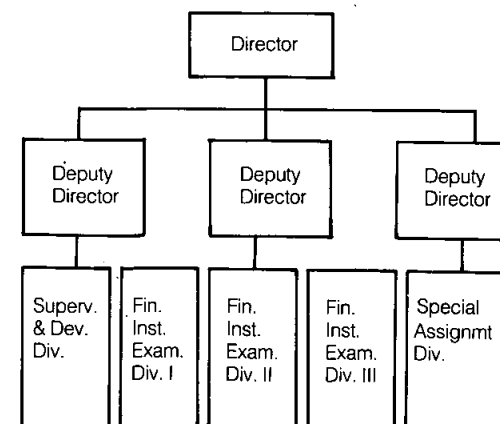 Director
Deputy
Director
Deputy
Director
Deputy
Director
Superv.
& Dev.
Div.
Fin.
Inst.
Exam.
Div. I
Fin.
Inst.
Exam.
Div. II
Fin.
Inst.
Exam.
Div. III
Special
Assignmt
Div.